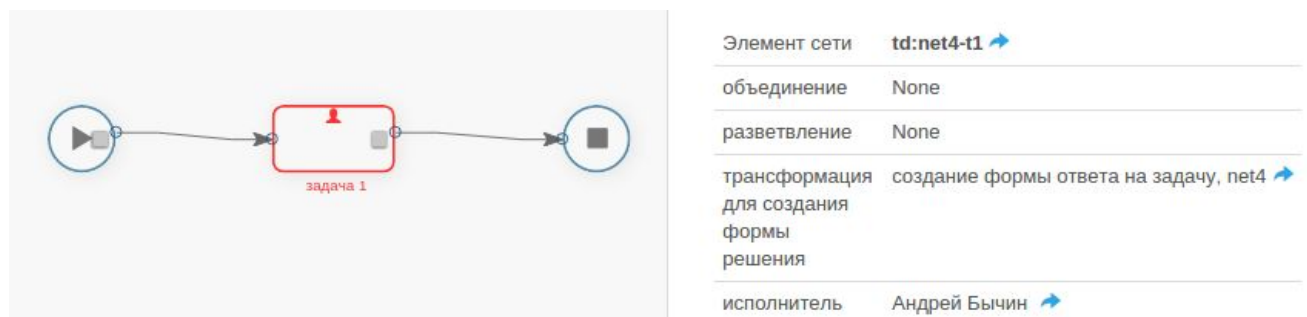 задача 1
Элемент сети td:net4-t1
объединение None
разветвление None
трансформация создание формы ответа на задачу, net4
для создания
формы
решения
исполнитель Андрей Бычин